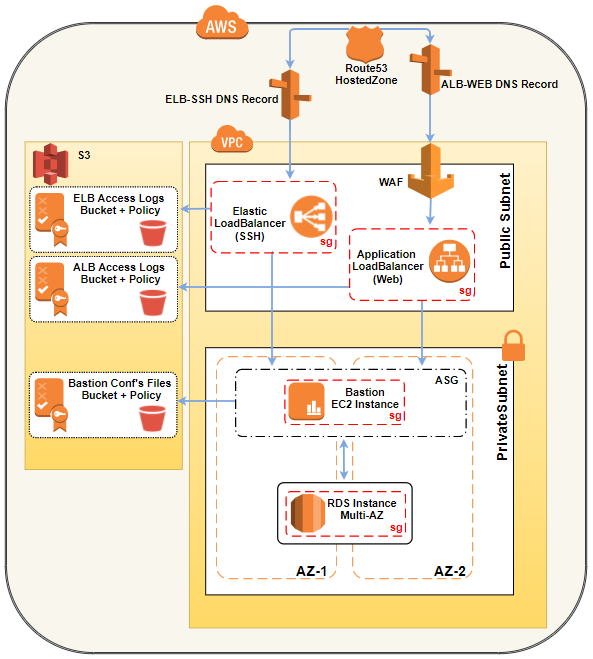 AWS
Route53
HostedZone
ELB-SSH DNS Record
ALB-WEB DNS Record
S3
VPC
WAF
Public Subnet
ELB Access Logs
Bucket + Policy
Elastic
LoadBalancer
(SSH)
sg
ALB Access Logs
Bucket + Policy
Application
LoadBalancer
(Web)
sg
PrivateSubnet
Bastion Conf's Files
Bucket + Policy
ASG
Bastion
EC2 Instance
sg
RDS Instance
Multi-AZ
sg
AZ-1
AZ-2